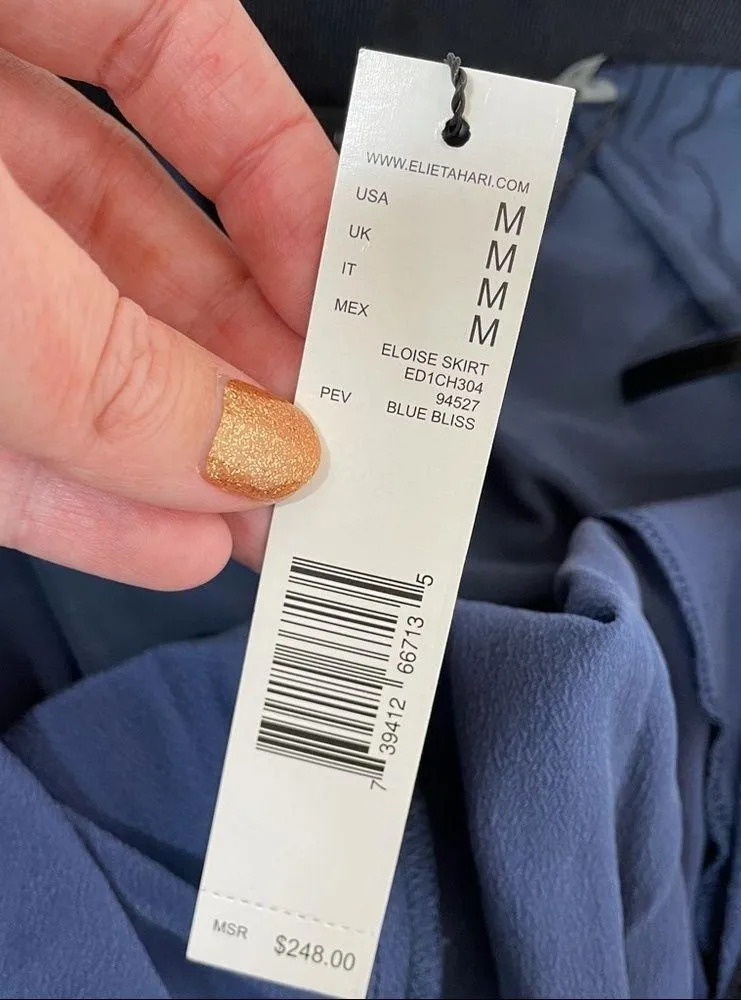 WWW.ELIETAHARI.COM
USA M
UK M
IT M
MEX M
ELOISE SKIRT
ED1CH304
94527
PEV BLUE BLISS
7 39412 66713 5
MSR $248.00